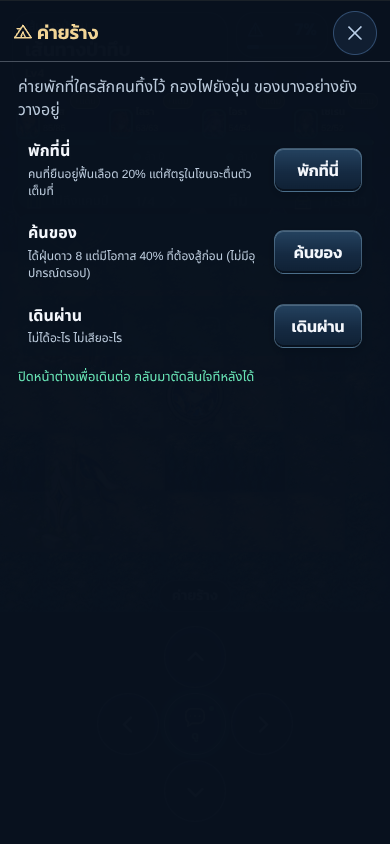 ค่ายร้าง
ค่ายพักที่ใครสักคนทิ้งไว้ กองไฟยังอุ่น ของบางอย่างยัง
วางอยู่
พักที่นี่
คนที่ยืนอยู่ฟื้นเลือด 20% แต่ศัตรูในโซนจะตื่นตัว
เต็มที่
พักที่นี่
ค้นของ
ได้ฝุ่นดาว 8 แต่มีโอกาส 40% ที่ต้องสู้ก่อน (ไม่มีอุ
ปกรณ์ดรอป)
ค้นของ
เดินผ่าน
ไม่ได้อะไร ไม่เสียอะไร
เดินผ่าน
ปิดหน้าต่างเพื่อเดินต่อ กลับมาตัดสินใจทีหลังได้